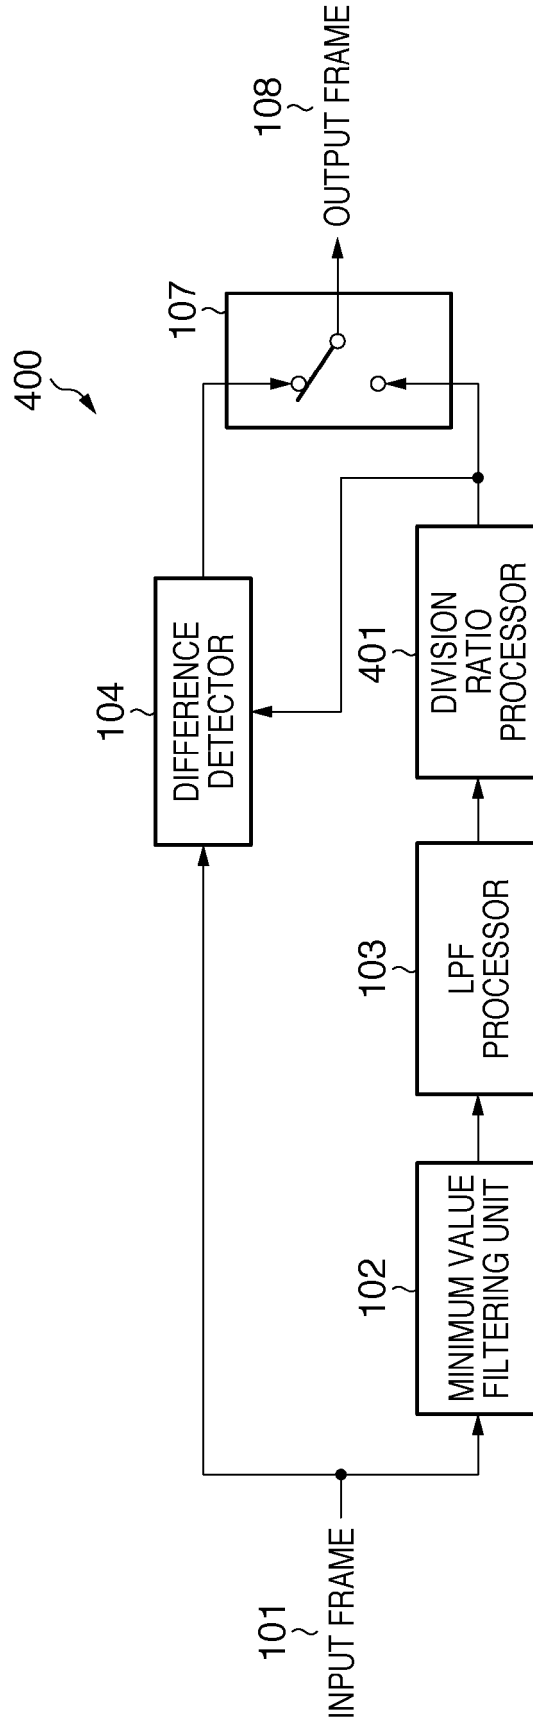 400
101
INPUT FRAME
102
MINIMUM VALUE
FILTERING UNIT
103
LPF
PROCESSOR
401
DIVISION
RATIO
PROCESSOR
104
DIFFERENCE
DETECTOR
107
108
OUTPUT FRAME